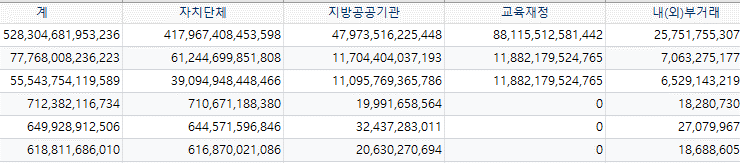 계 자치단체 지방공공기관 교육재정 내(외)부거래
528,304,681,953,236 417,967,408,453,598 47,973,516,225,448 88,115,512,581,442 25,751,755,307
77,768,008,236,223 61,244,699,851,808 11,704,404,037,193 11,882,179,524,765 7,063,275,177
55,543,754,119,589 39,094,948,448,466 11,095,769,365,786 11,882,179,524,765 6,529,143,219
712,382,116,734 710,671,188,380 19,991,658,564 0 18,280,730
649,928,912,506 644,571,596,846 32,437,283,011 0 27,079,967
618,811,686,010 616,870,021,086 20,630,270,694 0 18,688,605